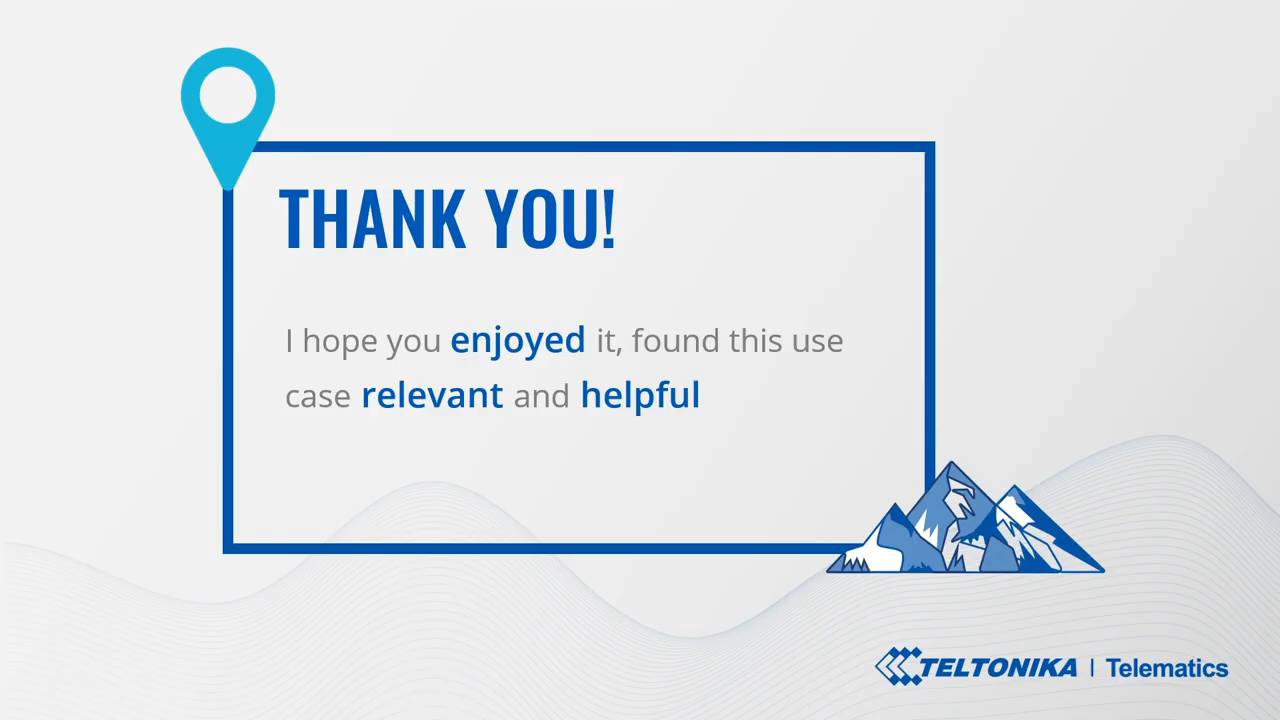 THANK YOU!
I hope you enjoyed it, found this use
case relevant and helpful
TELTONIKA | Telematics